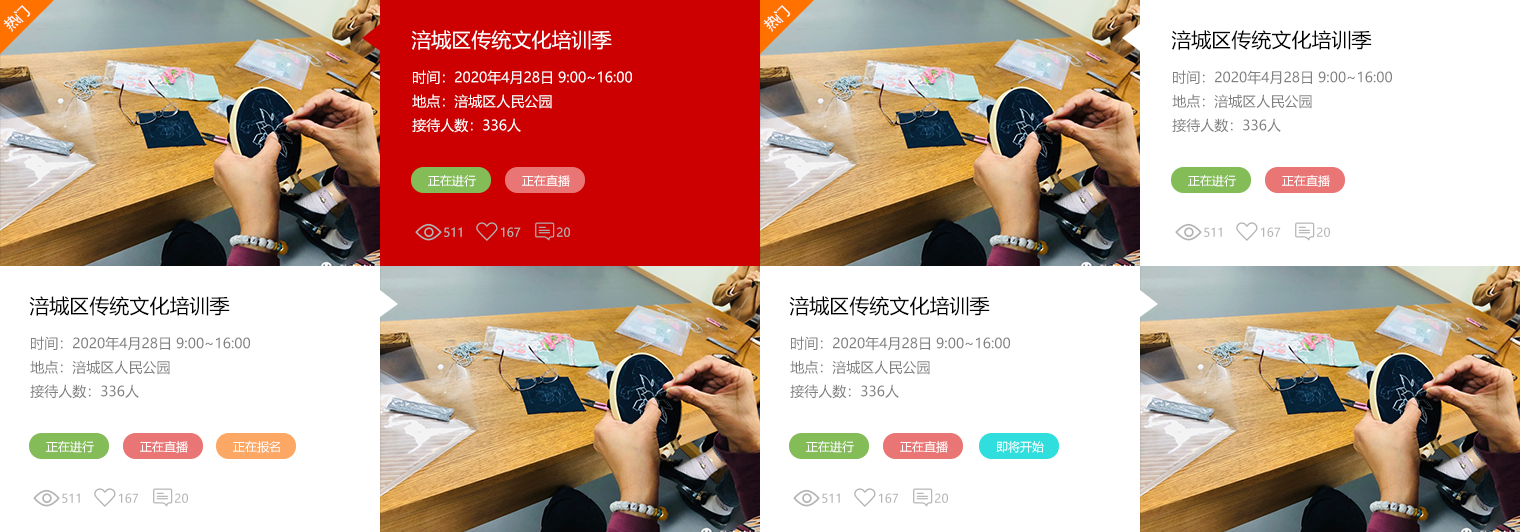 热门
涪城区传统文化培训季
时间：2020年4月28日 9:00~16:00
地点：涪城区人民公园
接待人数：336人
正在进行 正在直播
511 167 20
热门
涪城区传统文化培训季
时间：2020年4月28日 9:00~16:00
地点：涪城区人民公园
接待人数：336人
正在进行 正在直播
511 167 20
涪城区传统文化培训季
时间：2020年4月28日 9:00~16:00
地点：涪城区人民公园
接待人数：336人
正在进行 正在直播 正在报名
511 167 20
涪城区传统文化培训季
时间：2020年4月28日 9:00~16:00
地点：涪城区人民公园
接待人数：336人
正在进行 正在直播 即将开始
511 167 20